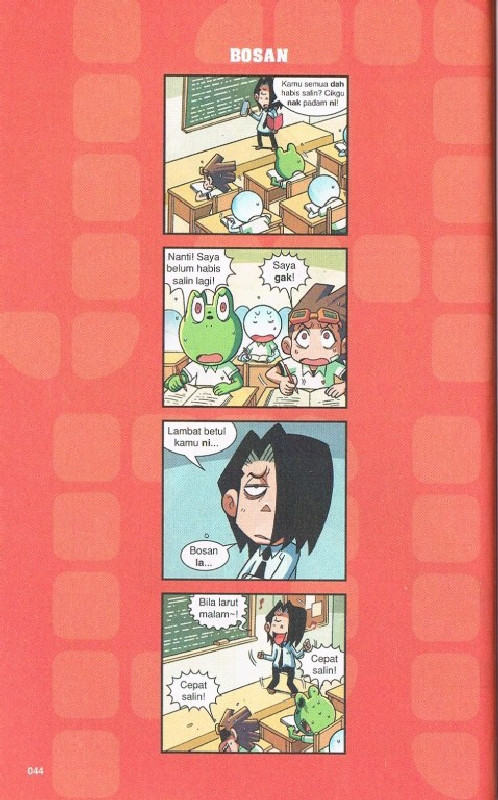 BOSAN
Kamu semua dah
habis salin? Cikgu
nak padam ni!
Nanti! Saya
belum habis
salin lagi!
Saya
gak!
Lambat betul
kamu ni...
Bosan
la...
Bila larut
malam~!
Cepat
salin!
Cepat
salin!
044